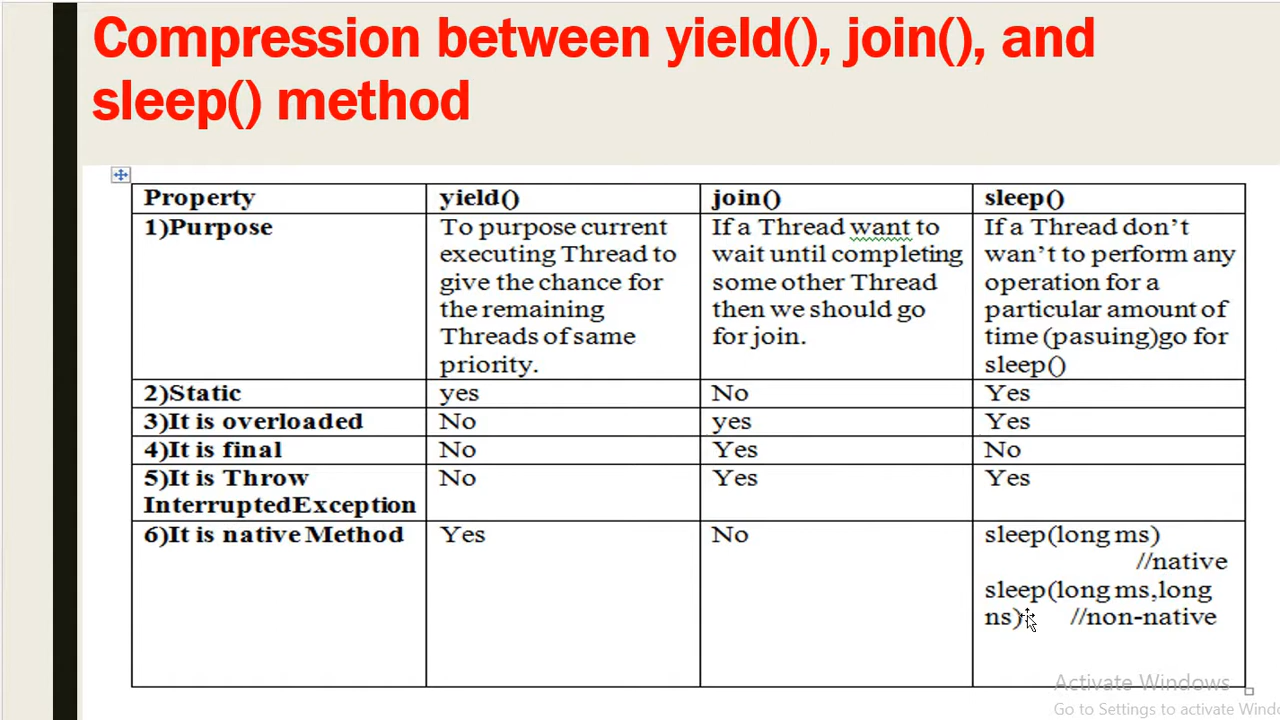 Compression between yield(), join(), and
sleep() method
Property yield() join() sleep()
1)Purpose
To purpose current
executing Thread to
give the chance for
the remaining
Threads of same
priority.
If a Thread want to
wait until completing
some other Thread
then we should go
for join.
If a Thread don't
wan't to perform any
operation for a
particular amount of
time (pasuing)go for
sleep()
2)Static yes No Yes
3)It is overloaded No yes Yes
4)It is final No Yes No
5)It is Throw
InterruptedException
No Yes Yes
6)It is native Method Yes No
sleep(long ms)
//native
sleep(long ms,long
ns) //non-native
Activate Windows
Go to Settings to activate Wind